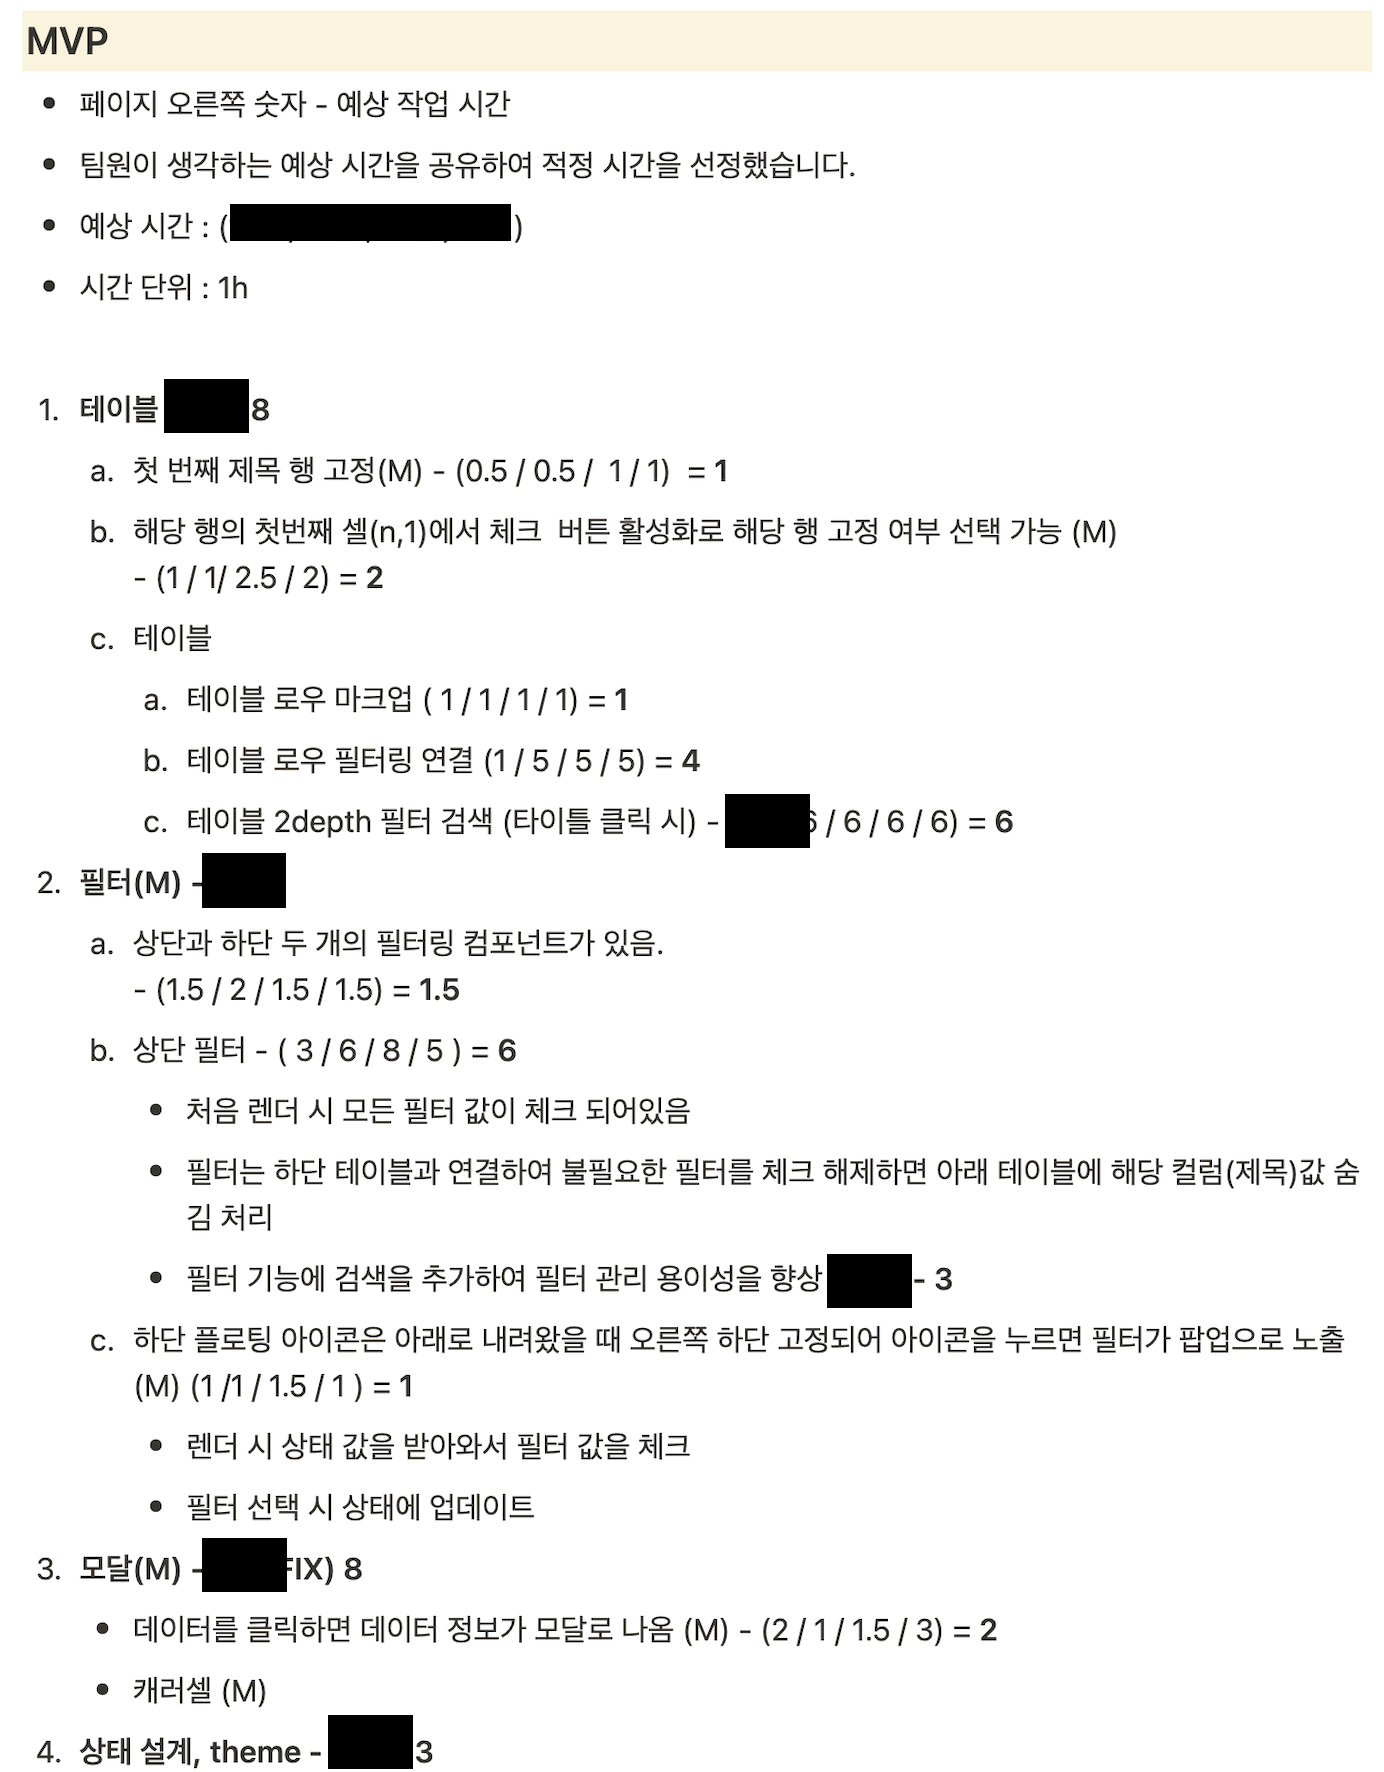 MVP
• 페이지 오른쪽 숫자 - 예상 작업 시간
• 팀원이 생각하는 예상 시간을 공유하여 적정 시간을 선정했습니다.
• 예상 시간 : ( )
• 시간 단위 : 1h
1. 테이블 8
a. 첫 번째 제목 행 고정(M) - (0.5 / 0.5 / 1 / 1) = 1
b. 해당 행의 첫번째 셀(n,1)에서 체크 버튼 활성화로 해당 행 고정 여부 선택 가능 (M)
- (1 / 1/ 2.5 / 2) = 2
c. 테이블
a. 테이블 로우 마크업 ( 1 / 1 / 1 / 1) = 1
b. 테이블 로우 필터링 연결 (1 / 5 / 5 / 5) = 4
c. 테이블 2depth 필터 검색 (타이틀 클릭 시) - 6 / 6 / 6 / 6) = 6
2. 필터(M) -
a. 상단과 하단 두 개의 필터링 컴포넌트가 있음.
- (1.5 / 2 / 1.5 / 1.5) = 1.5
b. 상단 필터 - ( 3 / 6 / 8 / 5 ) = 6
• 처음 렌더 시 모든 필터 값이 체크 되어있음
• 필터는 하단 테이블과 연결하여 불필요한 필터를 체크 해제하면 아래 테이블에 해당 컬럼(제목)값 숨
김 처리
• 필터 기능에 검색을 추가하여 필터 관리 용이성을 향상 - 3
c. 하단 플로팅 아이콘은 아래로 내려왔을 때 오른쪽 하단 고정되어 아이콘을 누르면 필터가 팝업으로 노출
(M) (1 /1 / 1.5 / 1 ) = 1
• 렌더 시 상태 값을 받아와서 필터 값을 체크
• 필터 선택 시 상태에 업데이트
3. 모달(M) - FIX) 8
• 데이터를 클릭하면 데이터 정보가 모달로 나옴 (M) - (2 / 1 / 1.5 / 3) = 2
• 캐러셀 (M)
4. 상태 설계, theme - 3